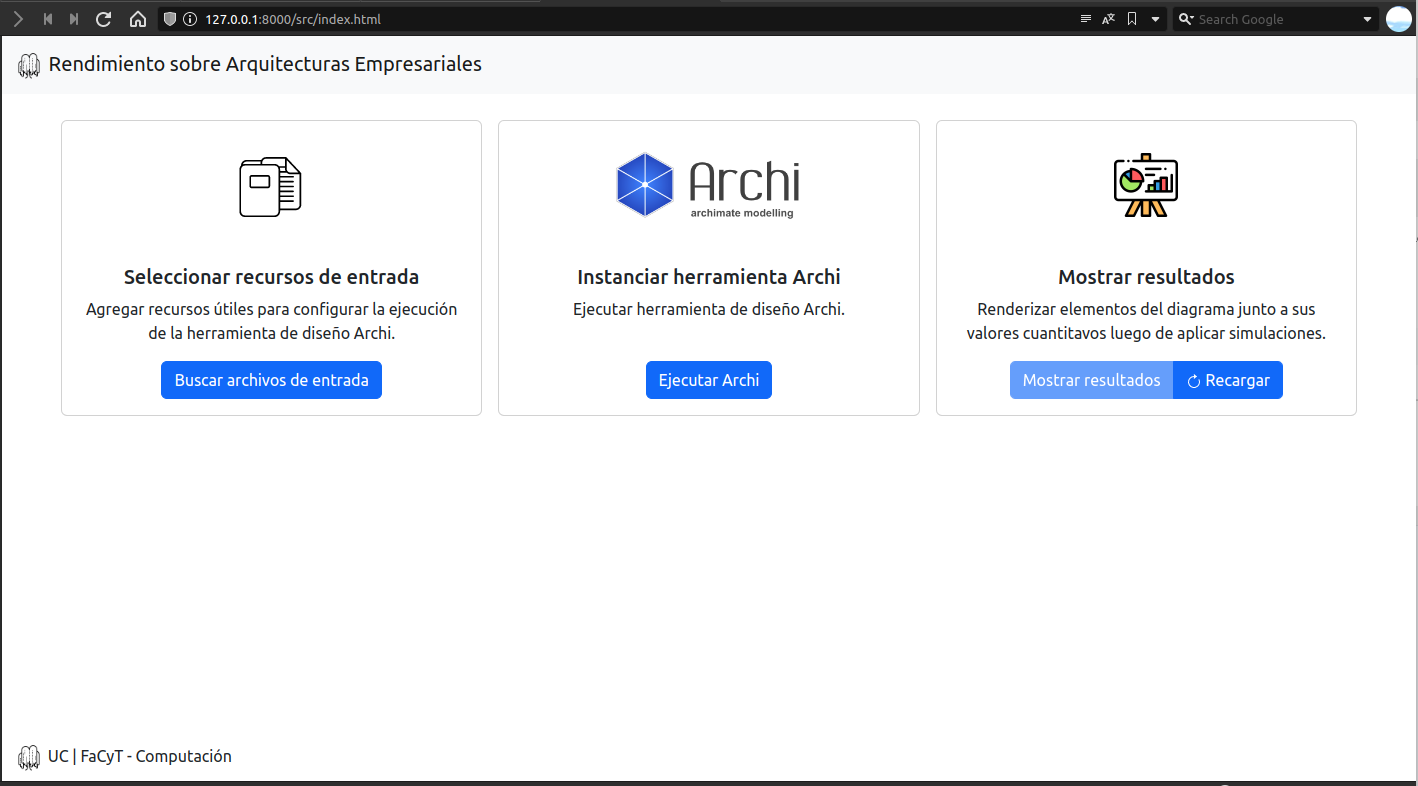 127.0.0.1:8000/src/index.html
Search Google
Rendimiento sobre Arquitecturas Empresariales
Seleccionar recursos de entrada
Agregar recursos útiles para configurar la ejecución
de la herramienta de diseño Archi.
Buscar archivos de entrada
Archi
archimate modelling
Instanciar herramienta Archi
Ejecutar herramienta de diseño Archi.
Ejecutar Archi
Mostrar resultados
Renderizar elementos del diagrama junto a sus
valores cuantitavos luego de aplicar simulaciones.
Mostrar resultados
Recargar
UC | FaCyT - Computación